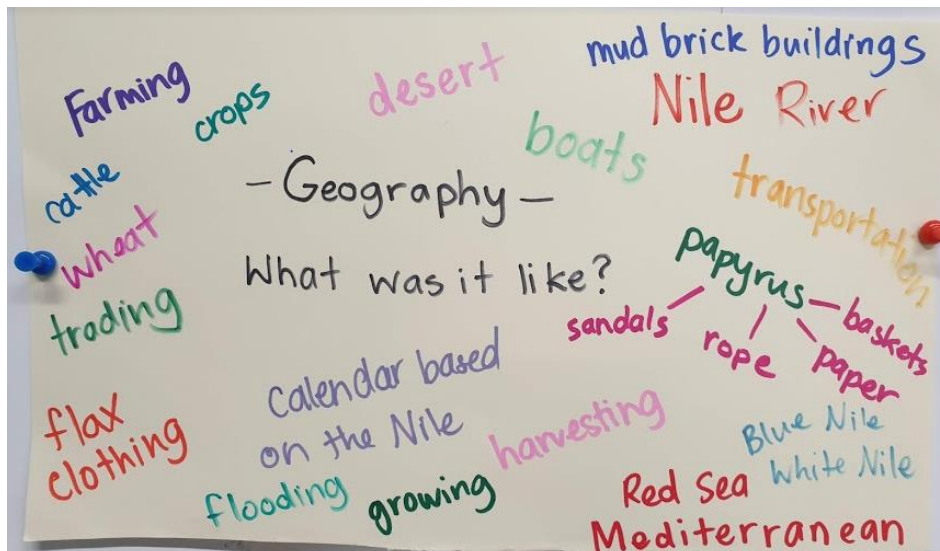 mud brick buildings
Farming
crops
desert
Nile River
boats
cattle
- Geography -
transportation
wheat
What was it like?
papyrus
trading
sandals
rope
paper
baskets
calendar based
on the Nile
flax
clothing
harvesting
Blue Nile
White Nile
flooding
growing
Red Sea
Mediterranean